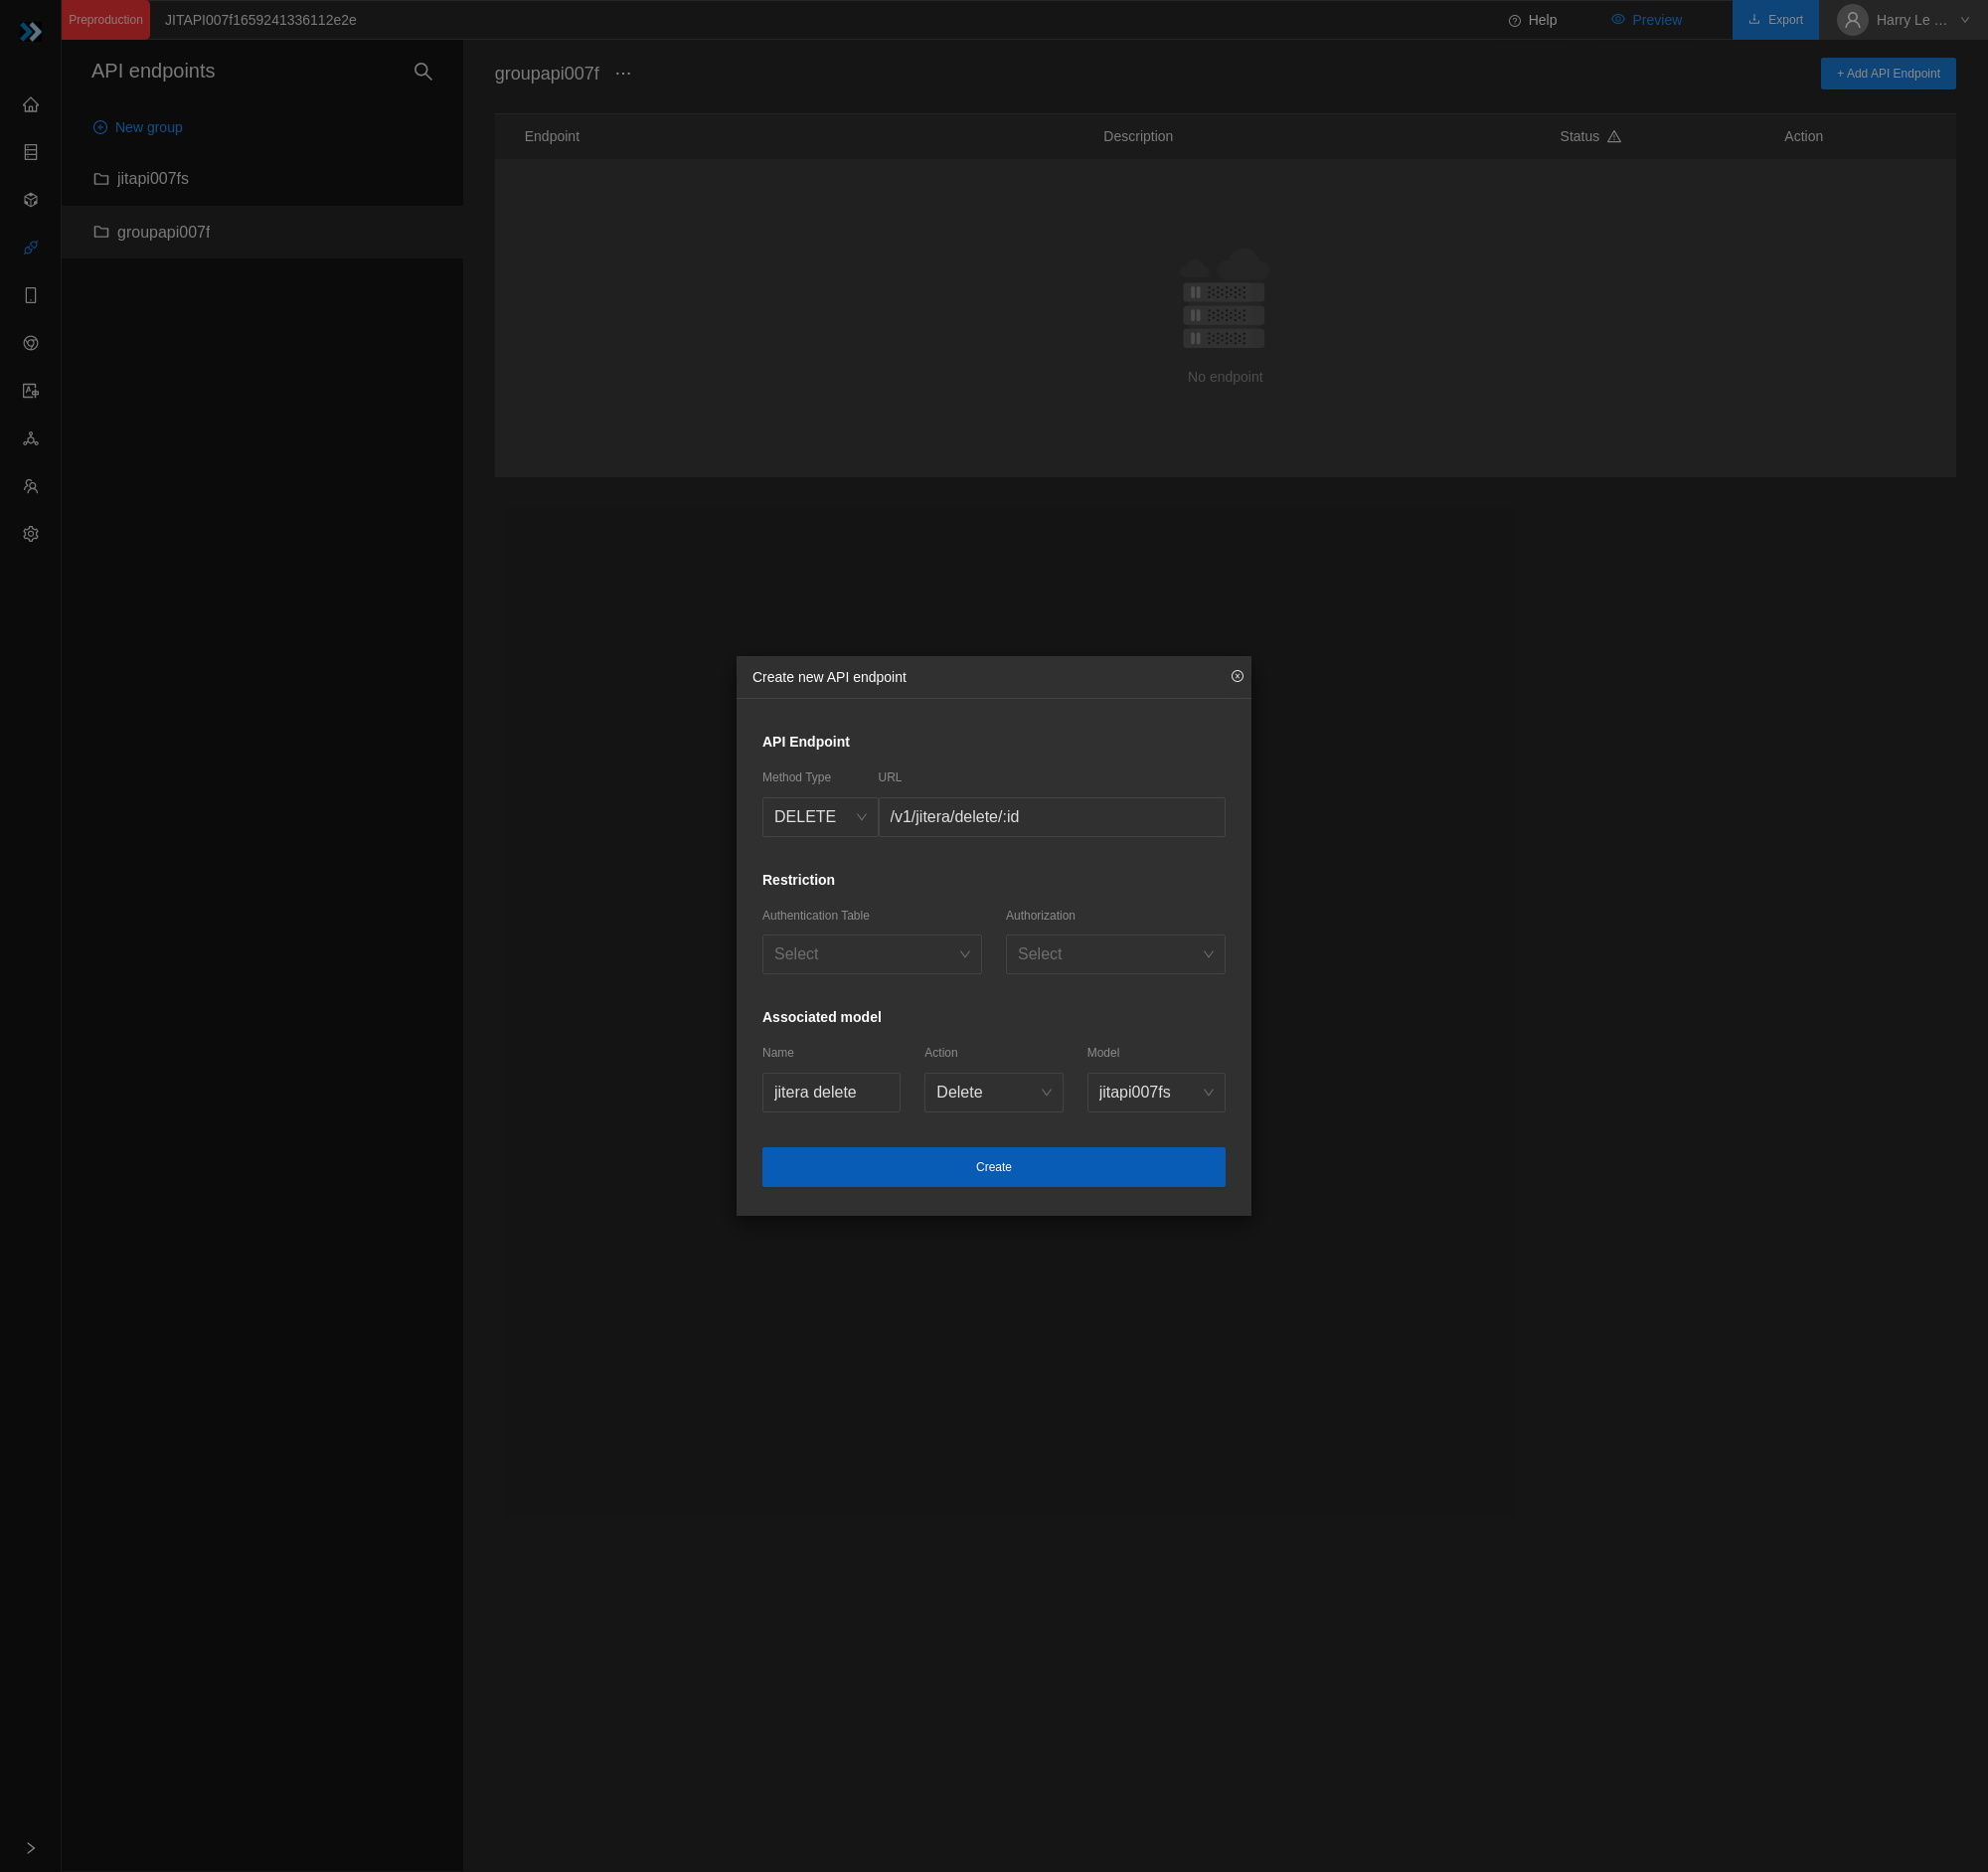 Preproduction JITAPI007f1659241336112e2e Help Preview Export Harry Le ...
API endpoints
New group
jitapi007fs
groupapi007f
groupapi007f ...
+ Add API Endpoint
Endpoint Description Status Action
No endpoint
Create new API endpoint
API Endpoint
Method Type URL
DELETE /v1/jitera/delete/:id
Restriction
Authentication Table Authorization
Select Select
Associated model
Name Action Model
jitera delete Delete jitapi007fs
Create